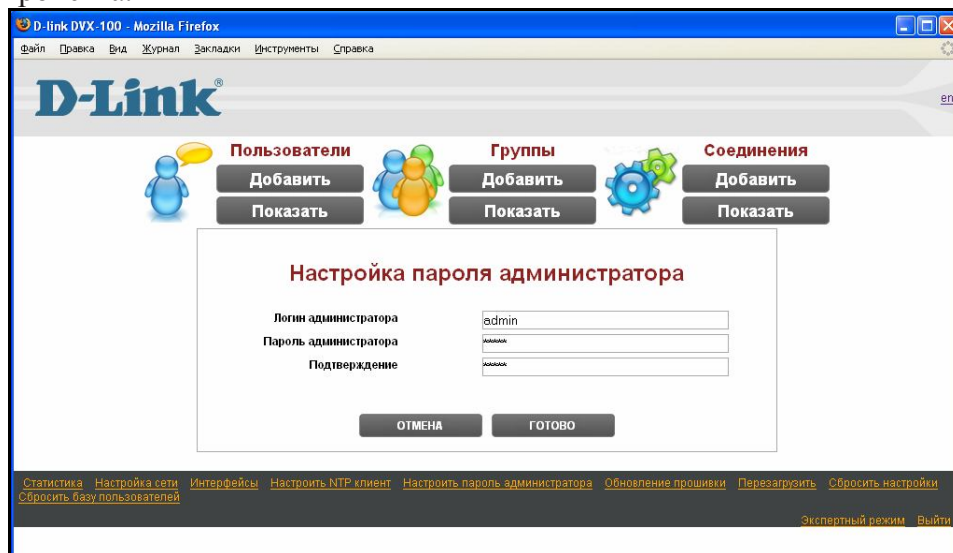 D-link DVX-100 - Mozilla Firefox
Файл Правка Вид Журнал Закладки Инструменты Справка
D-Link®
en
Пользователи Группы Соединения
Добавить Добавить Добавить
Показать Показать Показать
Настройка пароля администратора
Логин администратора admin
Пароль администратора *****
Подтверждение *****
ОТМЕНА ГОТОВО
Статистика Настройка сети Интерфейсы Настроить NTP клиент Настроить пароль администратора Обновление прошивки Перезагрузить Сбросить настройки
Сбросить базу пользователей
Экспертный режим Выйти